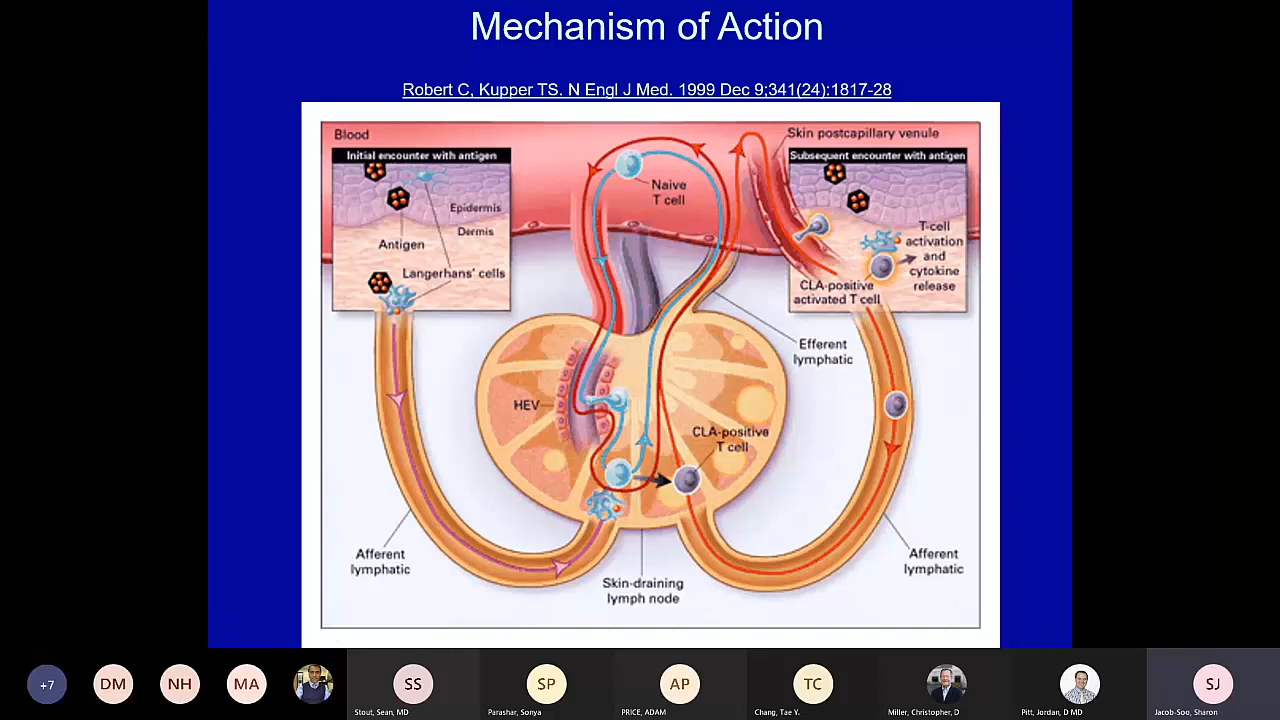 Mechanism of Action
Robert C, Kupper TS. N Engl J Med. 1999 Dec 9;341(24):1817-28
Blood
Initial encounter with antigen
Epidermis
Dermis
Antigen
Langerhans' cells
Naive
T cell
Skin postcapillary venule
Subsequent encounter with antigen
T-cell
activation
and
cytokine
release
CLA-positive
activated T cell
Efferent
lymphatic
HEV
CLA-positive
T cell
Afferent
lymphatic
Skin-draining
lymph node
Afferent
lymphatic
+7
DM
NH
MA
SS
Stout, Sean, MD
SP
Parashar, Sonya
AP
PRICE, ADAM
TC
Chang, Tae Y.
Miller, Christopher, D
Pitt, Jordan, D MD
SJ
Jacob-Soo, Sharon